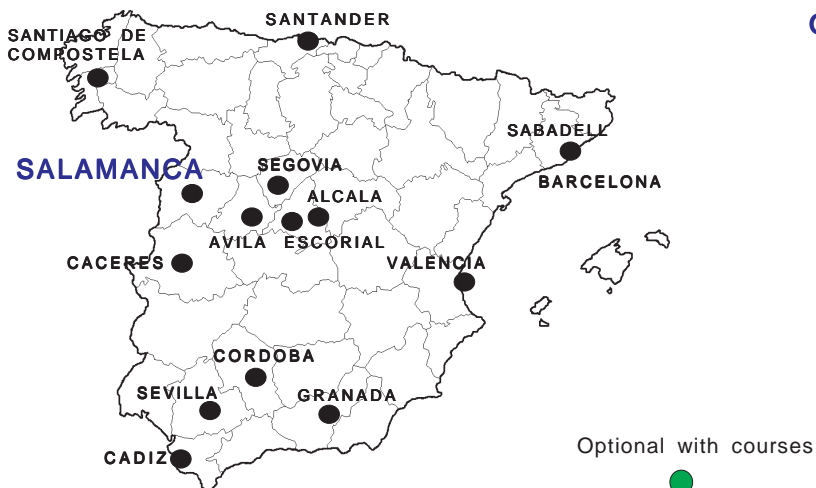 SANTANDER
SANTIAGO DE
COMPOSTELA
SABADELL
SALAMANCA
SEGOVIA
BARCELONA
ALCALA
AVILA ESCORIAL
CACERES
VALENCIA
CORDOBA
SEVILLA
GRANADA
Optional with courses
CADIZ